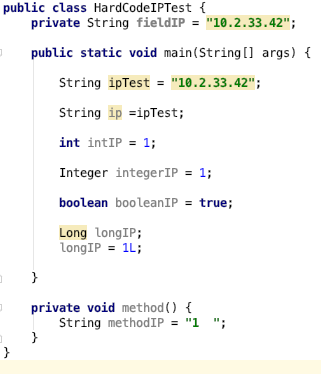 public class HardCodeIPTest {
private String fieldIP = "10.2.33.42";
public static void main(String[] args) {
String ipTest = "10.2.33.42";
String ip =ipTest;
int intIP = 1;
Integer integerIP = 1;
boolean booleanIP = true;
Long longIP;
longIP = 1L;
}
private void method() {
String methodIP = "1  ";
}
}